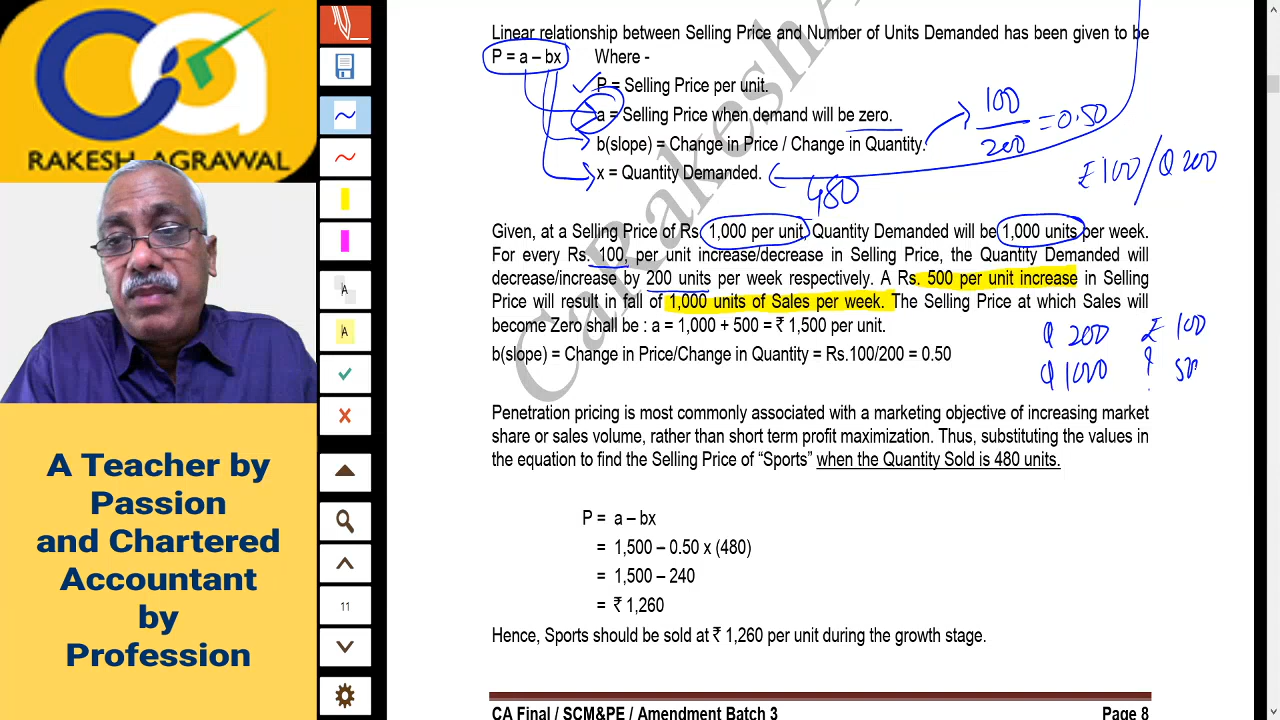 RAKESH AGRAWAL
A Teacher by
Passion
and Chartered
Accountant
by
Profession
A
A
11
Linear relationship between Selling Price and Number of Units Demanded has been given to be
P = a – bx Where -
P = Selling Price per unit.
a = Selling Price when demand will be zero.
b(slope) = Change in Price / Change in Quantity.
x = Quantity Demanded.
100
200
= 0.50
480
£ 100 / Q 200
Given, at a Selling Price of Rs. 1,000 per unit, Quantity Demanded will be 1,000 units per week.
For every Rs. 100, per unit increase/decrease in Selling Price, the Quantity Demanded will
decrease/increase by 200 units per week respectively. A Rs. 500 per unit increase in Selling
Price will result in fall of 1,000 units of Sales per week. The Selling Price at which Sales will
become Zero shall be : a = 1,000 + 500 = ₹ 1,500 per unit.
b(slope) = Change in Price/Change in Quantity = Rs.100/200 = 0.50
Q 200 £ 100
Q 1000
Penetration pricing is most commonly associated with a marketing objective of increasing market
share or sales volume, rather than short term profit maximization. Thus, substituting the values in
the equation to find the Selling Price of “Sports” when the Quantity Sold is 480 units.
P = a – bx
= 1,500 – 0.50 x (480)
= 1,500 – 240
= ₹ 1,260
Hence, Sports should be sold at ₹ 1,260 per unit during the growth stage.
CA Final / SCM&PE / Amendment Batch 3 Page 8